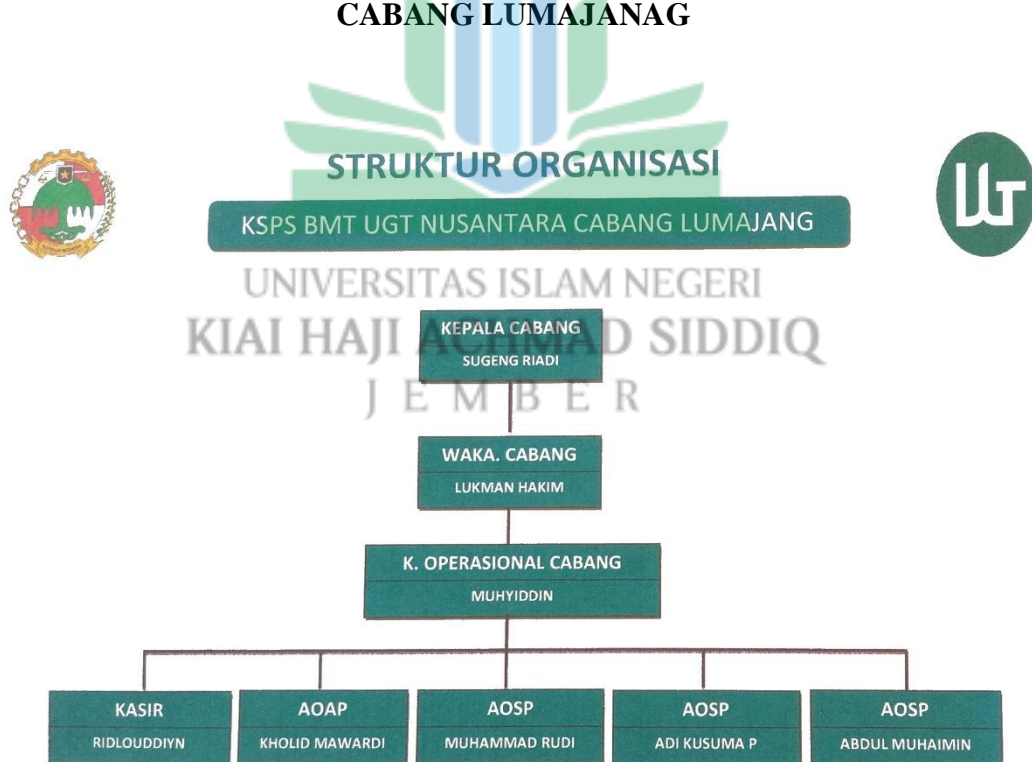 CABANG LUMAJANAG
STRUKTUR ORGANISASI
KSPS BMT UGT NUSANTARA CABANG LUMAJANG
UNIVERSITAS ISLAM NEGERI
KIAI HAJI ACHMAD SIDDIQ
JEMBER
KEPALA CABANG
SUGENG RIADI
WAKA. CABANG
LUKMAN HAKIM
K. OPERASIONAL CABANG
MUHYIDDIN
KASIR
RIDLOUDDIYN
AOAP
KHOLID MAWARDI
AOSP
MUHAMMAD RUDI
AOSP
ADI KUSUMA P
AOSP
ABDUL MUHAIMIN